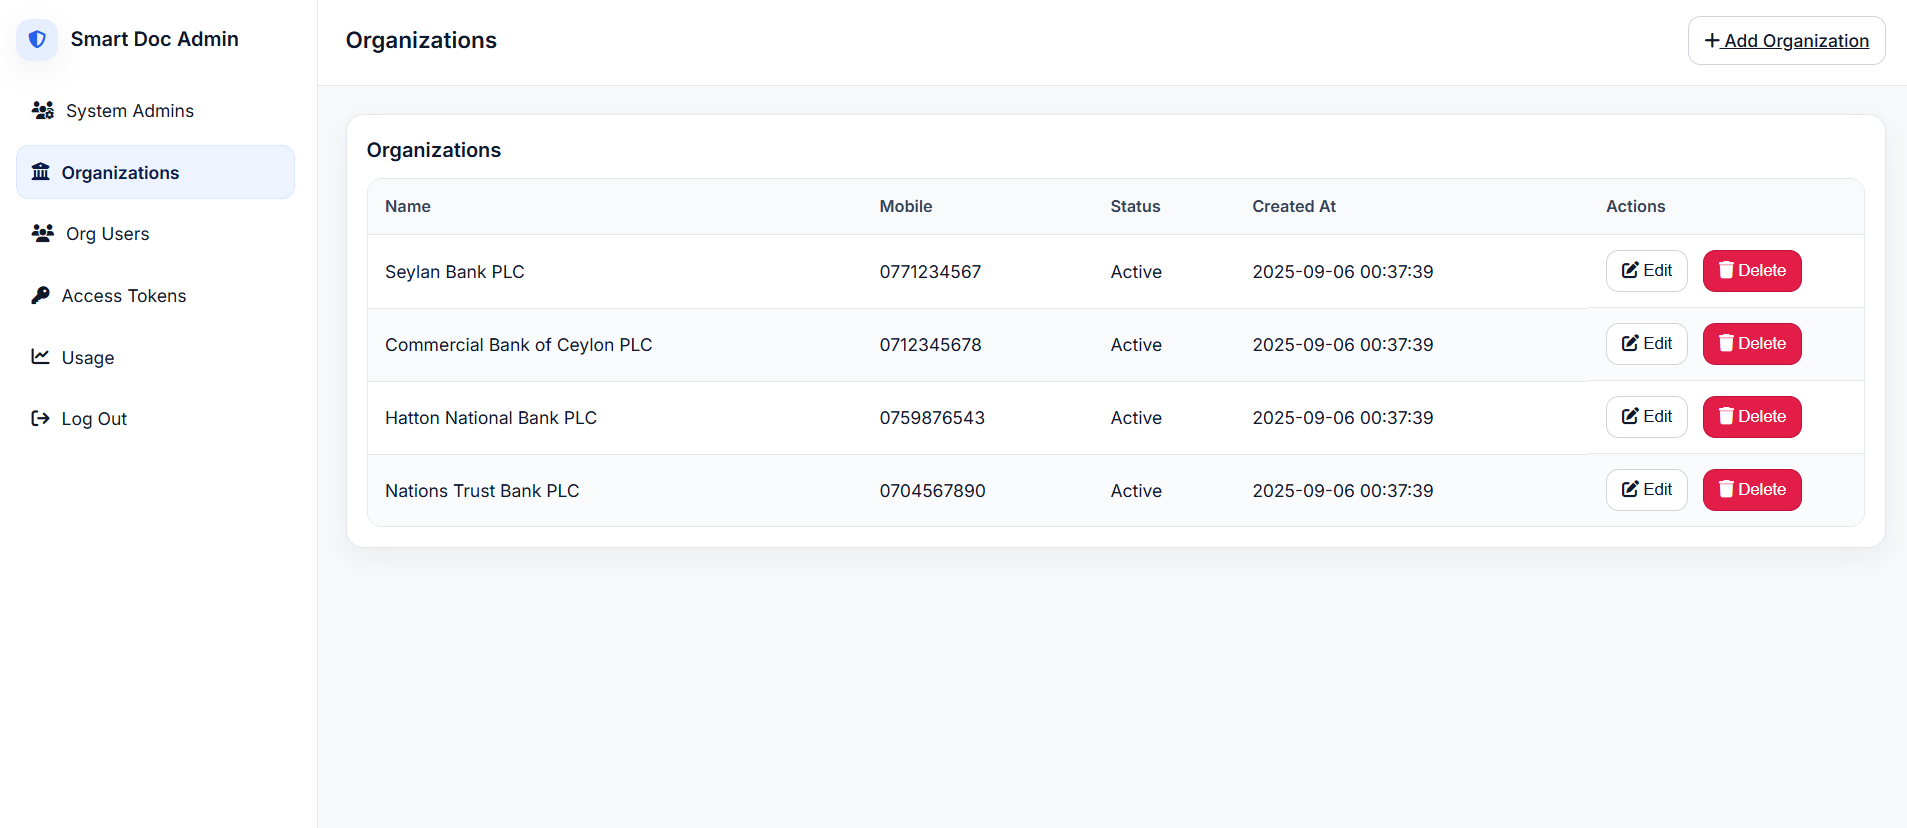 Smart Doc Admin
System Admins
Organizations
Org Users
Access Tokens
Usage
Log Out
Organizations
Add Organization
Organizations
Name Mobile Status Created At Actions
Seylan Bank PLC 0771234567 Active 2025-09-06 00:37:39 Edit Delete
Commercial Bank of Ceylon PLC 0712345678 Active 2025-09-06 00:37:39 Edit Delete
Hatton National Bank PLC 0759876543 Active 2025-09-06 00:37:39 Edit Delete
Nations Trust Bank PLC 0704567890 Active 2025-09-06 00:37:39 Edit Delete